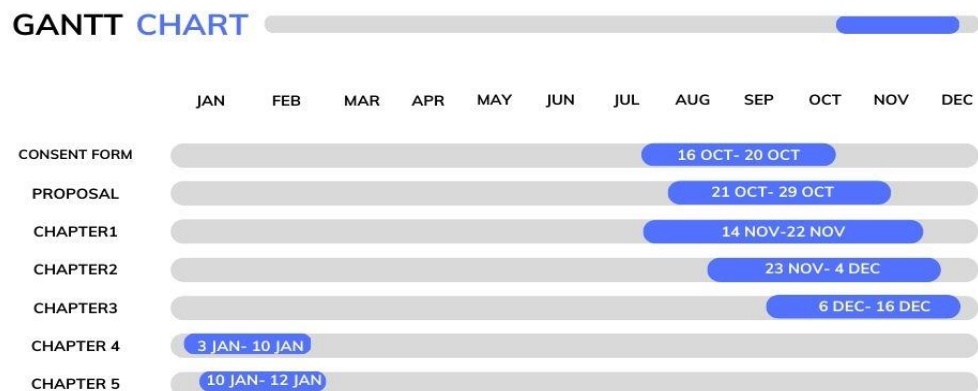 GANTT CHART
JAN FEB MAR APR MAY JUN JUL AUG SEP OCT NOV DEC
CONSENT FORM 16 OCT- 20 OCT
PROPOSAL 21 OCT- 29 OCT
CHAPTER1 14 NOV-22 NOV
CHAPTER2 23 NOV- 4 DEC
CHAPTER3 6 DEC- 16 DEC
CHAPTER 4 3 JAN- 10 JAN
CHAPTER 5 10 JAN- 12 JAN